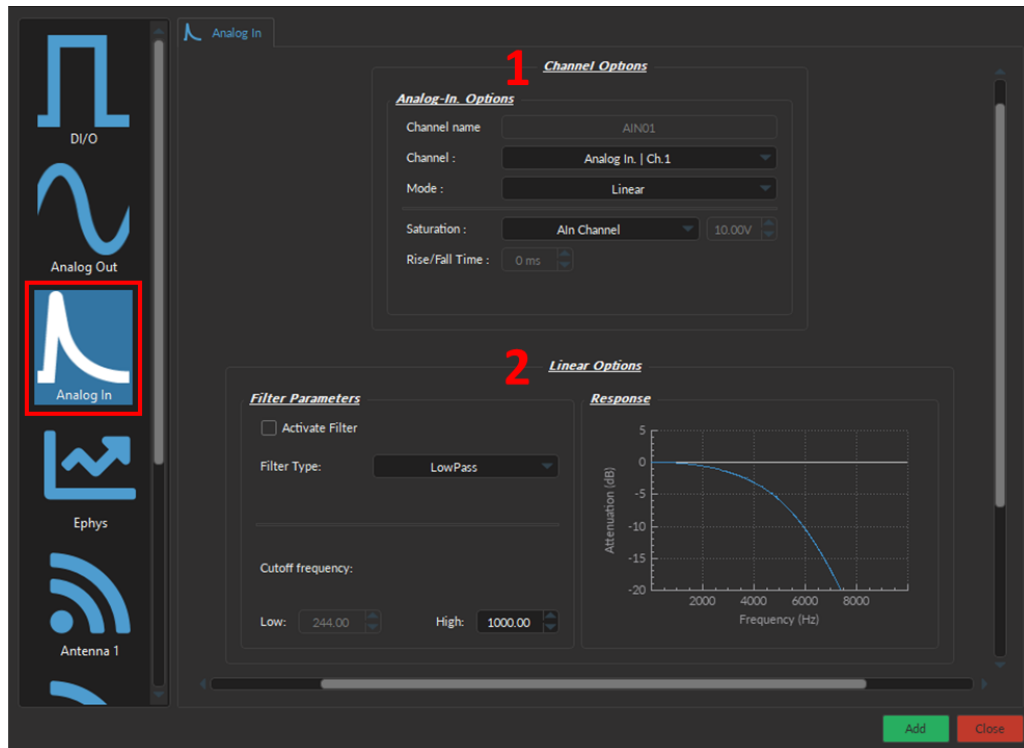 DI/O
Analog Out
Analog In
Ephys
Antenna 1
Analog In
1
Channel Options
Analog-In. Options
Channel name AIN01
Channel : Analog In. | Ch.1
Mode : Linear
Saturation : AIn Channel 10.00V
Rise/Fall Time : 0 ms
2
Linear Options
Filter Parameters
Activate Filter
Filter Type: LowPass
Cutoff frequency:
Low: 244.00 High: 1000.00
Response
5
0
-5
-10
-15
-20
Attenuation (dB)
2000 4000 6000 8000
Frequency (Hz)
Add Close